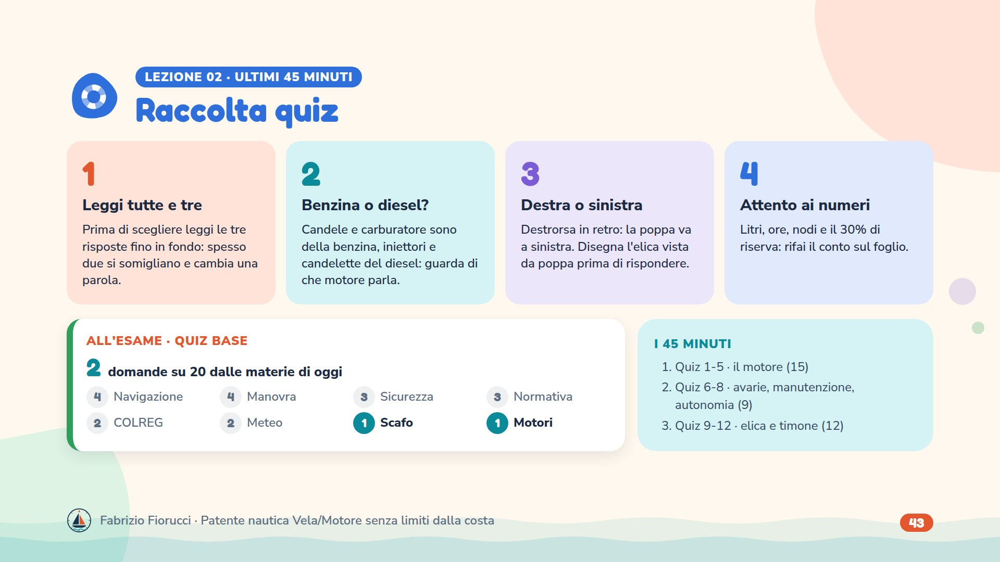 LEZIONE 02 · ULTIMI 45 MINUTI
Raccolta quiz
1
Leggi tutte e tre
Prima di scegliere leggi le tre
risposte fino in fondo: spesso
due si somigliano e cambia una
parola.
2
Benzina o diesel?
Candele e carburatore sono
della benzina, iniettori e
candelette del diesel: guarda di
che motore parla.
3
Destra o sinistra
Destrorsa in retro: la poppa va
a sinistra. Disegna l'elica vista
da poppa prima di rispondere.
4
Attento ai numeri
Litri, ore, nodi e il 30% di
riserva: rifai il conto sul foglio.
ALL'ESAME · QUIZ BASE
2 domande su 20 dalle materie di oggi
4 Navigazione 4 Manovra 3 Sicurezza 3 Normativa
2 COLREG 2 Meteo 1 Scafo 1 Motori
I 45 MINUTI
1. Quiz 1-5 · il motore (15)
2. Quiz 6-8 · avarie, manutenzione,
autonomia (9)
3. Quiz 9-12 · elica e timone (12)
Fabrizio Fiorucci · Patente nautica Vela/Motore senza limiti dalla costa
43